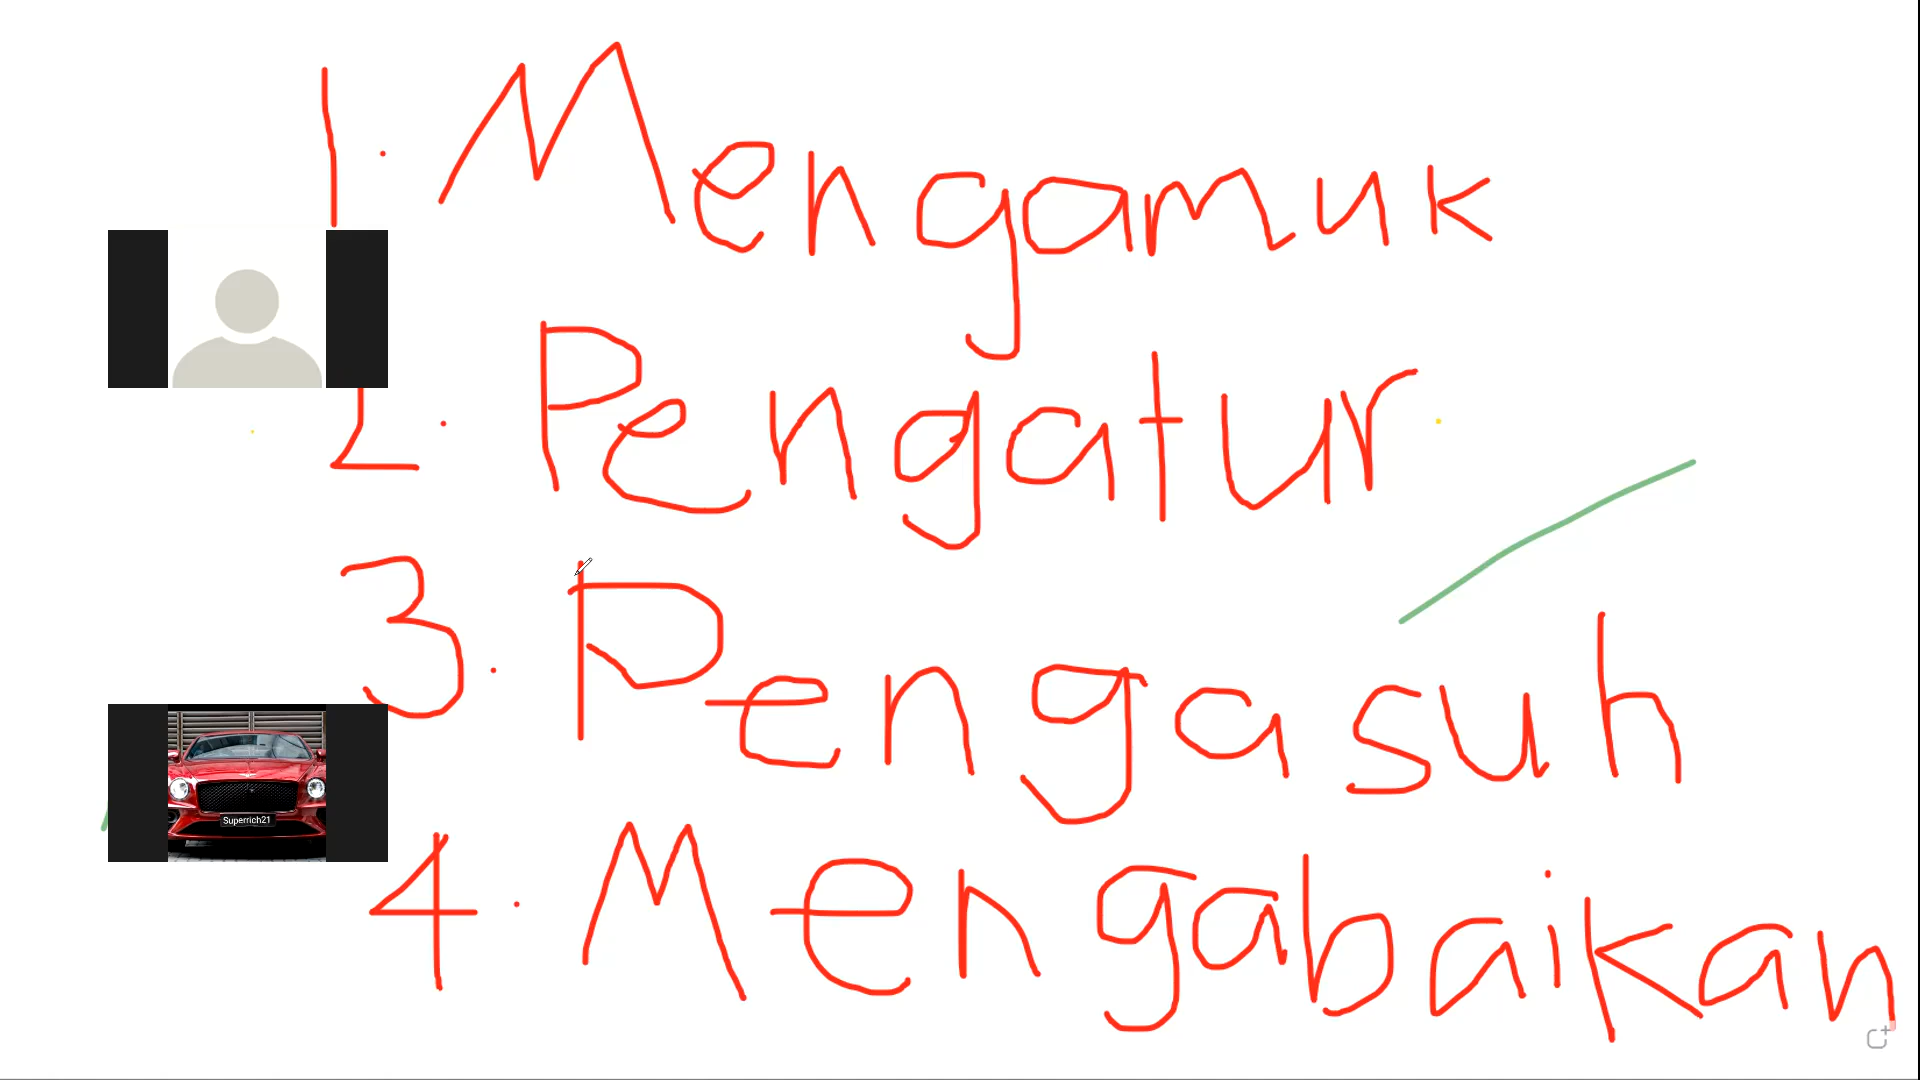 1. Mengamuk
2. Pengatur
3. Pengasuh
Superrich21
4. Mengabaikan